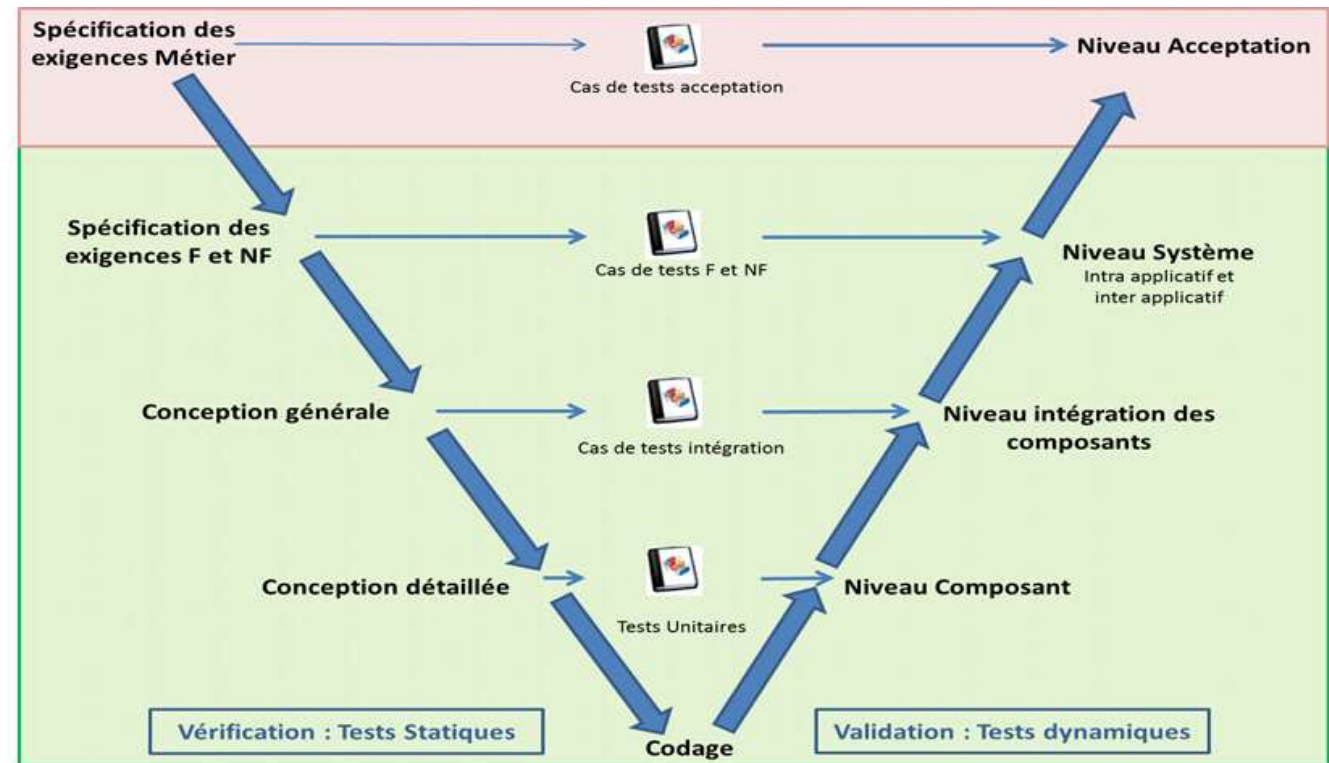 Spécification des
exigences Métier
Cas de tests acceptation
Niveau Acceptation
Spécification des
exigences F et NF
Cas de tests F et NF
Niveau Système
Intra applicatif et
inter applicatif
Conception générale
Cas de tests intégration
Niveau intégration des
composants
Conception détaillée
Tests Unitaires
Niveau Composant
Vérification : Tests Statiques
Codage
Validation : Tests dynamiques